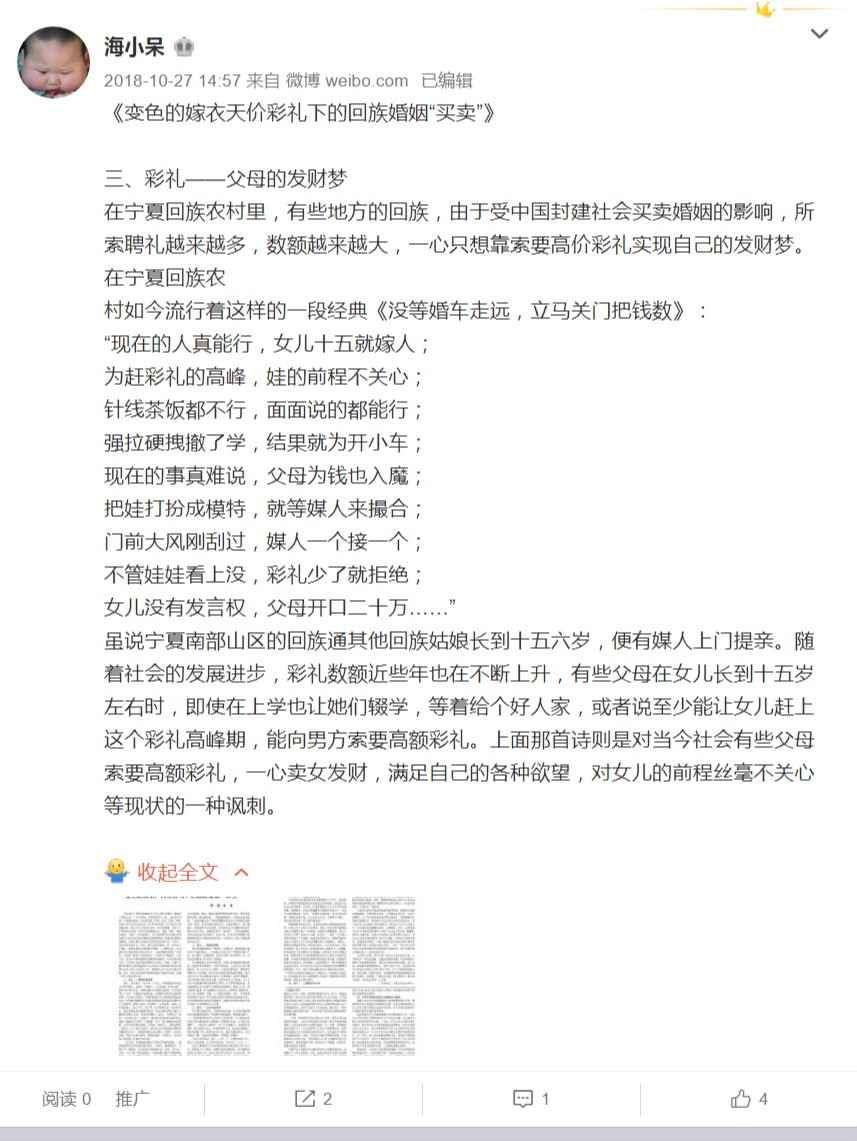 海小呆
2018-10-27 14:57 来自 微博 weibo.com 已编辑
《变色的嫁衣天价彩礼下的回族婚姻“买卖”》
三、彩礼——父母的发财梦
在宁夏回族农村里，有些地方的回族，由于受中国封建社会买卖婚姻的影响，所
索聘礼越来越多，数额越来越大，一心只想靠索要高价彩礼实现自己的发财梦。
在宁夏回族农
村如今流行着这样的一段经典《没等婚车走远，立马关门把钱数》：
“现在的人真能行，女儿十五就嫁人；
为赶彩礼的高峰，娃的前程不关心；
针线茶饭都不行，面面说的都能行；
强拉硬拽撤了学，结果就为开小车；
现在的事真难说，父母为钱也入魔；
把娃打扮成模特，就等媒人来撮合；
门前大风刚刮过，媒人一个接一个；
不管娃娃看上没，彩礼少了就拒绝；
女儿没有发言权，父母开口二十万……”
虽说宁夏南部山区的回族通其他回族姑娘长到十五六岁，便有媒人上门提亲。随
着社会的发展进步，彩礼数额近些年也在不断上升，有些父母在女儿长到十五岁
左右时，即使在上学也让她们辍学，等着给个好人家，或者说至少能让女儿赶上
这个彩礼高峰期，能向男方索要高额彩礼。上面那首诗则是对当今社会有些父母
索要高额彩礼，一心卖女发财，满足自己的各种欲望，对女儿的前程丝毫不关心
等现状的一种讽刺。
收起全文
阅读 0 推广 2 1 4